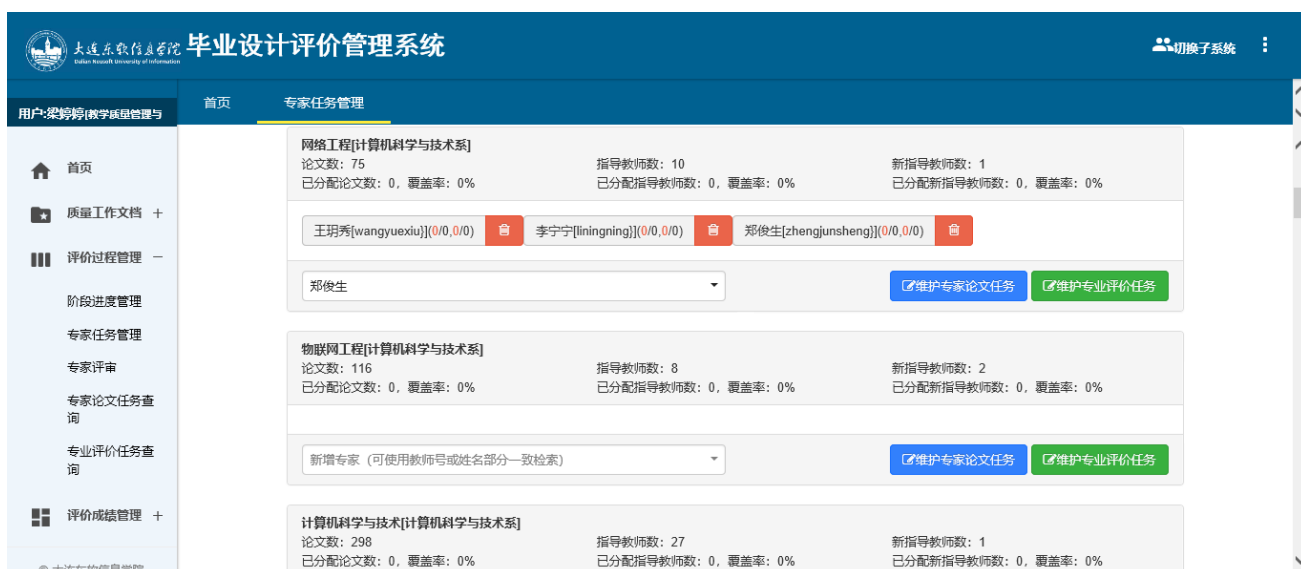 大连东软信息学院
Dalian Neusoft University of Information
毕业设计评价管理系统
切换子系统
用户:梁婷婷[教学质量管理与
首页
专家任务管理
首页
质量工作文档 +
评价过程管理 −
阶段进度管理
专家任务管理
专家评审
专家论文任务查
询
专业评价任务查
询
评价成绩管理 +
网络工程[计算机科学与技术系]
论文数：75 指导教师数：10 新指导教师数：1
已分配论文数：0，覆盖率：0% 已分配指导教师数：0，覆盖率：0% 已分配新指导教师数：0，覆盖率：0%
王玥秀[wangyuexiu}](0/0,0/0) 李宁宁[liningning}](0/0,0/0) 郑俊生[zhengjunsheng}](0/0,0/0)
郑俊生 维护专家论文任务 维护专业评价任务
物联网工程[计算机科学与技术系]
论文数：116 指导教师数：8 新指导教师数：2
已分配论文数：0，覆盖率：0% 已分配指导教师数：0，覆盖率：0% 已分配新指导教师数：0，覆盖率：0%
新增专家（可使用教师号或姓名部分一致检索） 维护专家论文任务 维护专业评价任务
计算机科学与技术[计算机科学与技术系]
论文数：298 指导教师数：27 新指导教师数：1
已分配论文数：0，覆盖率：0% 已分配指导教师数：0，覆盖率：0% 已分配新指导教师数：0，覆盖率：0%